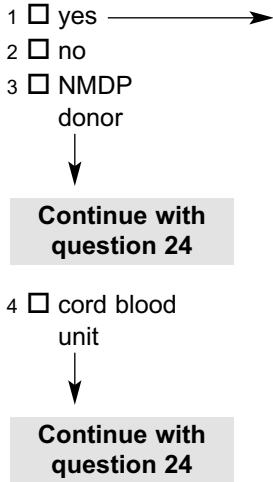 1 □ yes
2 □ no
3 □ NMDP
donor
Continue with
question 24
4 □ cord blood
unit
Continue with
question 24